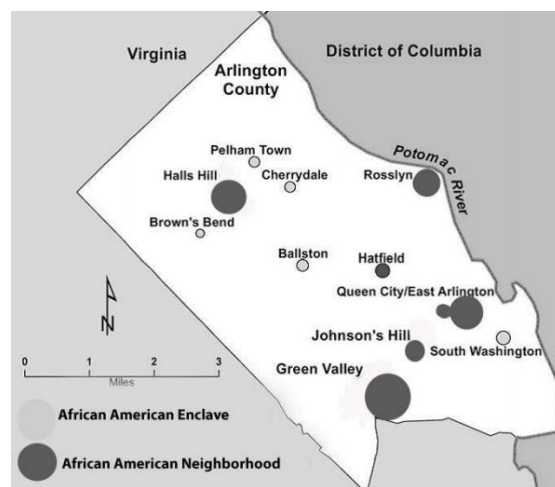 Virginia
District of Columbia
Arlington
County
Potomac River
Pelham Town
Halls Hill
Cherrydale
Rosslyn
Brown's Bend
Ballston
Hatfield
Queen City/East Arlington
Johnson's Hill
South Washington
Green Valley
N
0 1 2 3
Miles
African American Enclave
African American Neighborhood